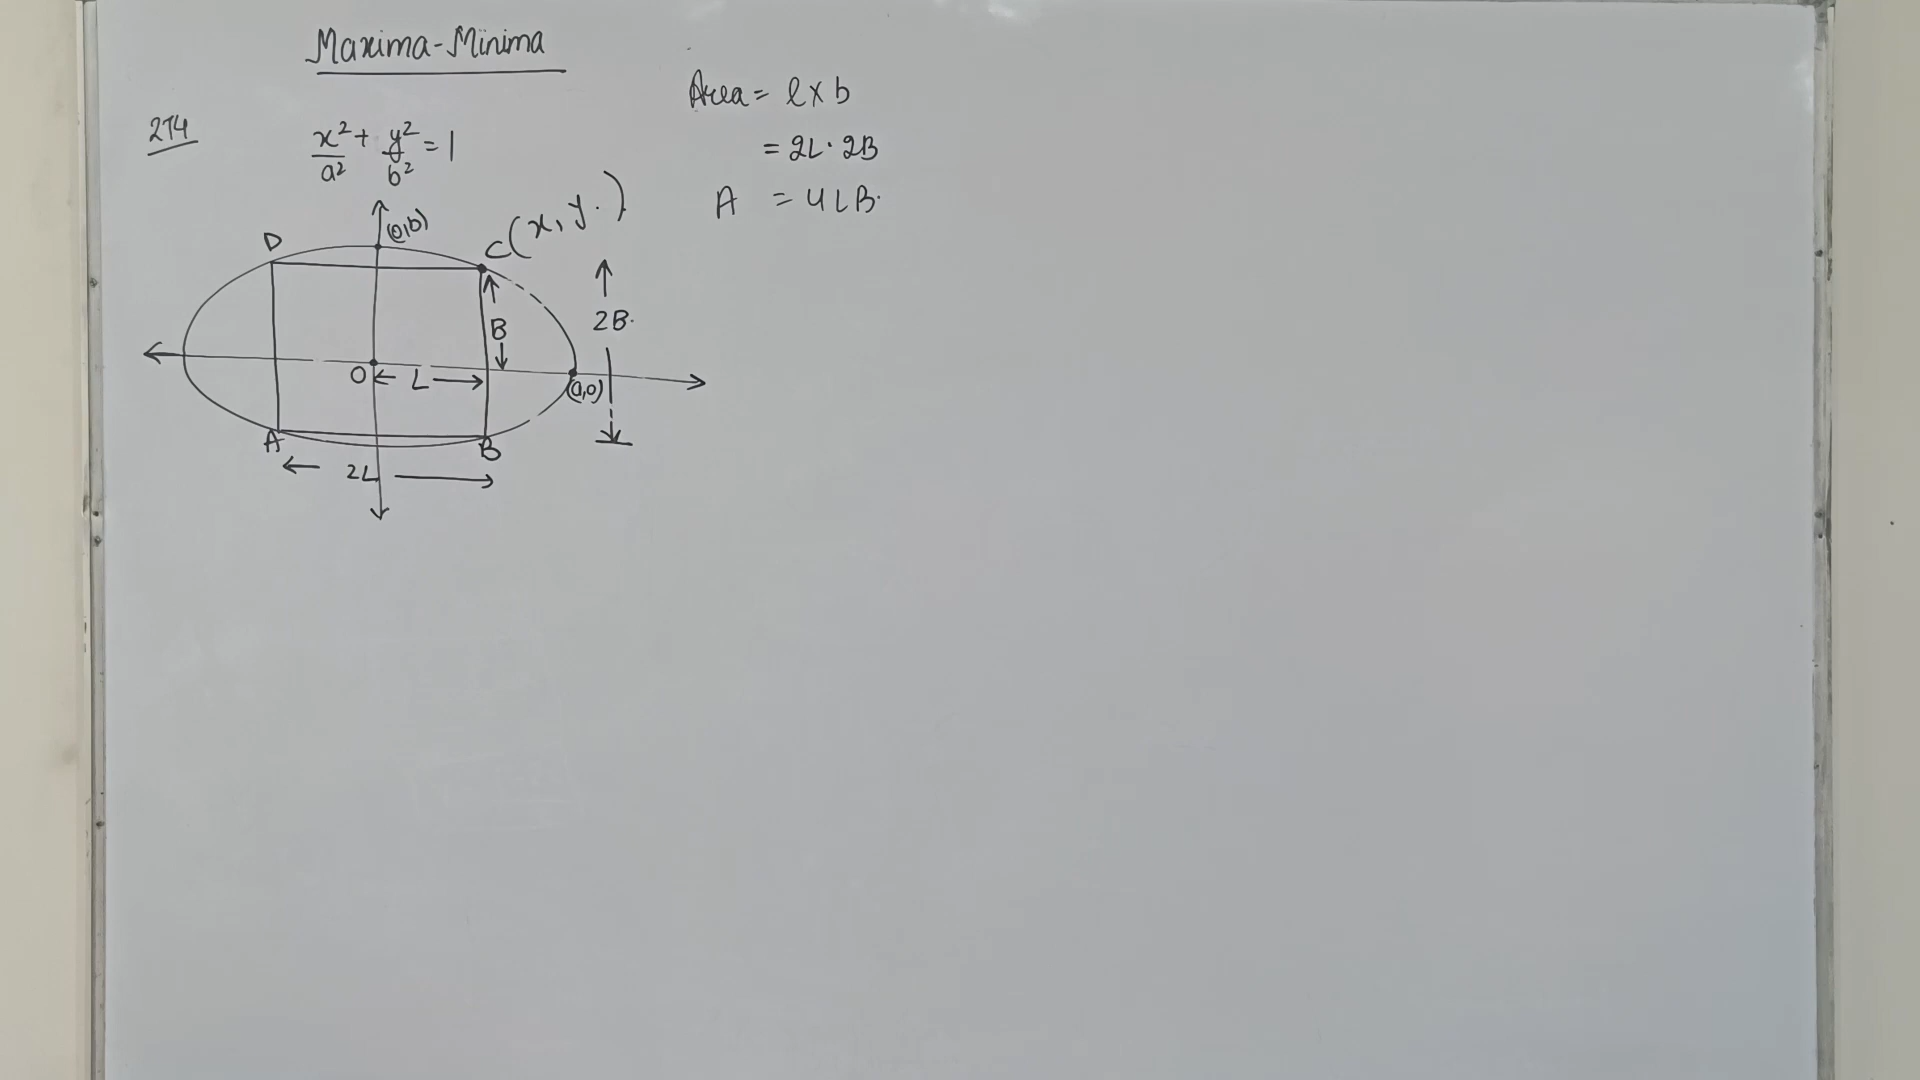 Maxima-Minima
274
x²/a² + y²/b² = 1
Area = l x b
= 2L · 2B
A = 4LB.
(0,b)
D
C(x, y.)
B
2B.
O
L
(a,0)
A
B
2L